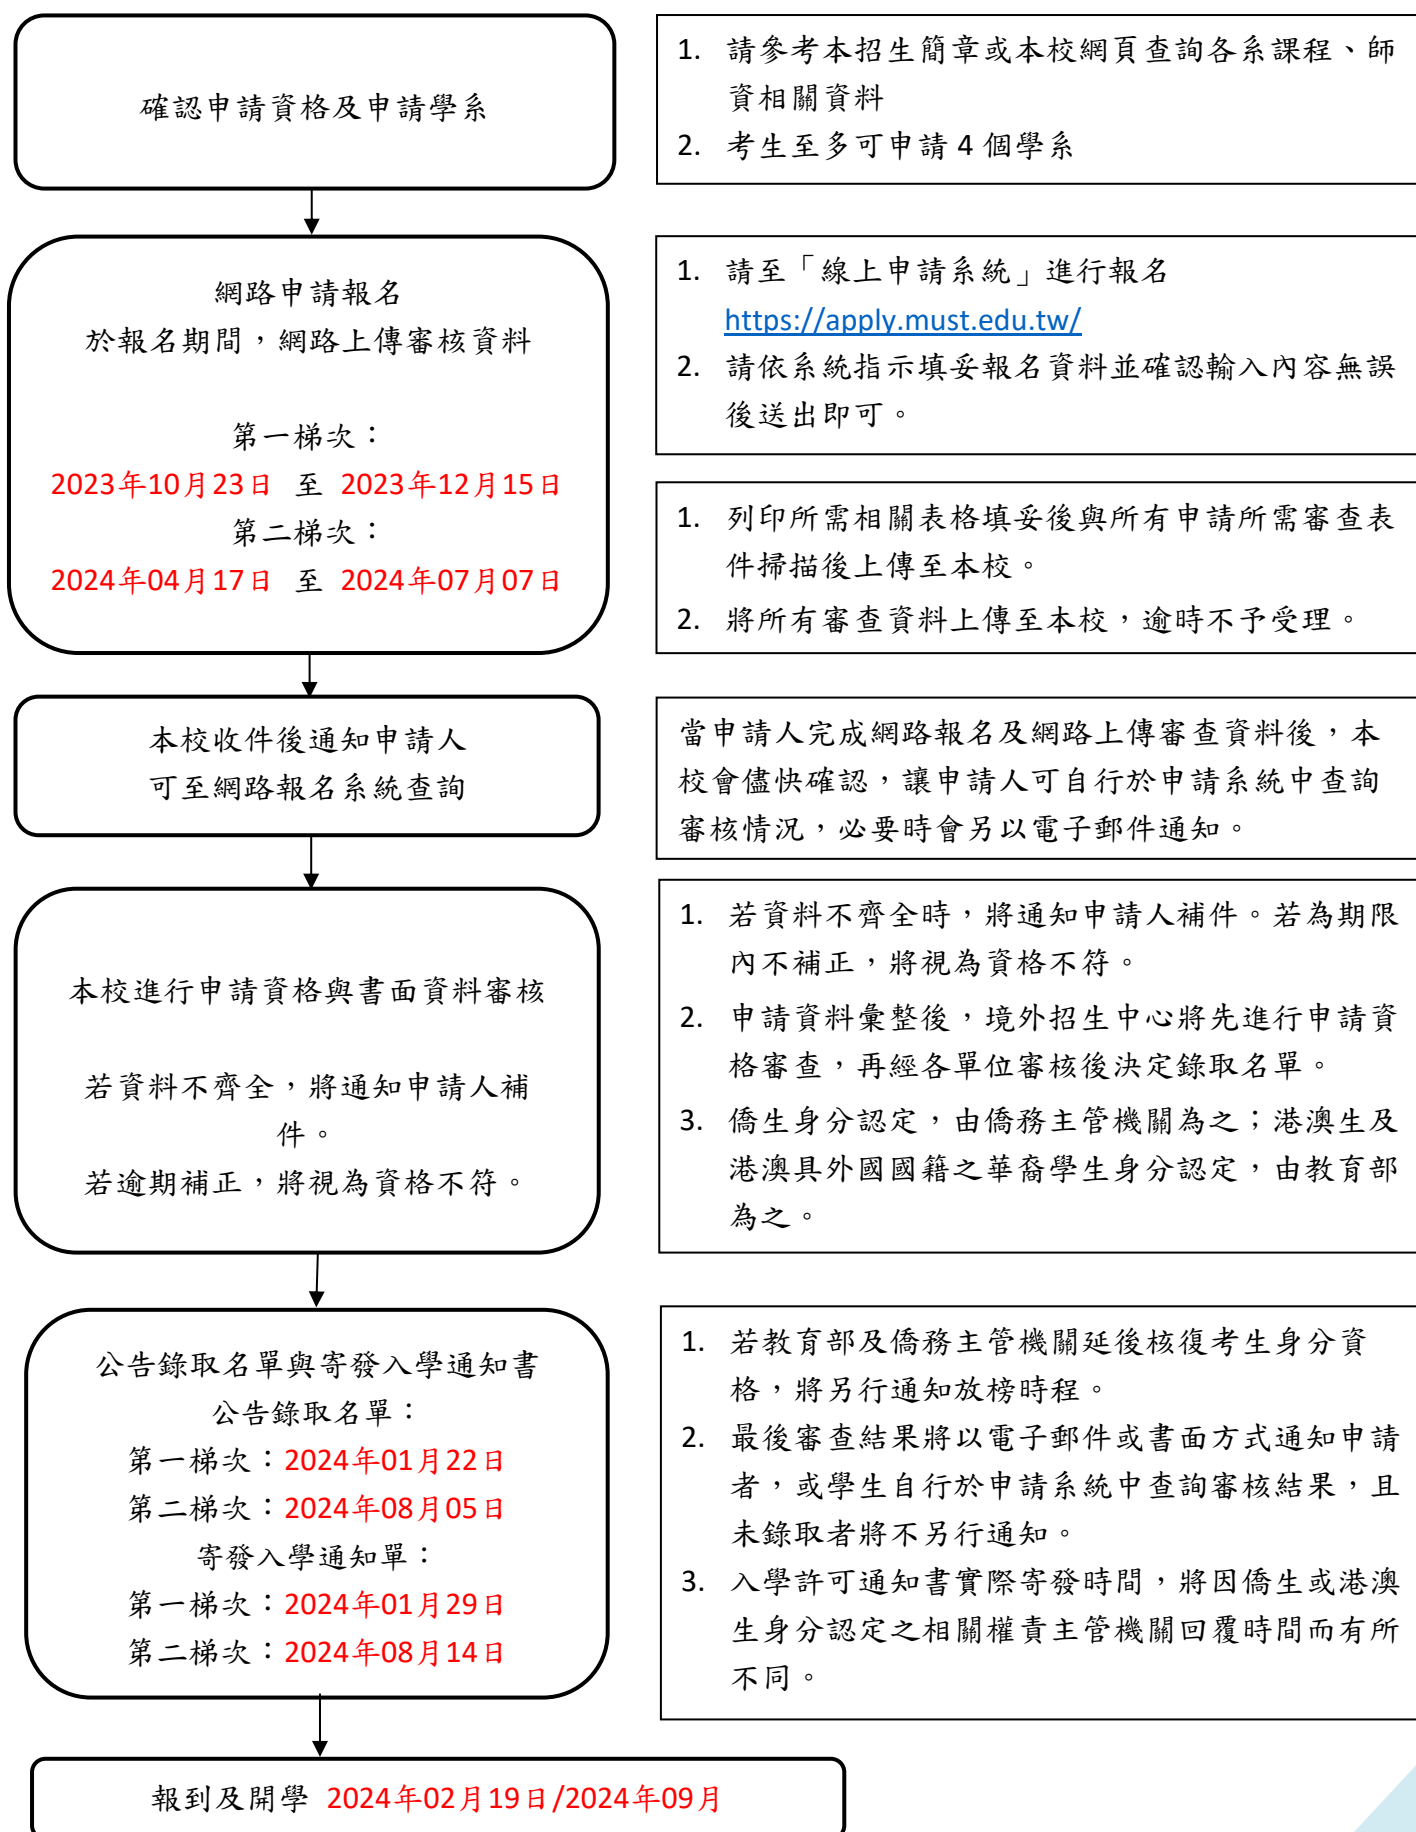 確認申請資格及申請學系
1. 請參考本招生簡章或本校網頁查詢各系課程、師
資相關資料
2. 考生至多可申請 4 個學系
網路申請報名
於報名期間，網路上傳審核資料
第一梯次：
2023年10月23日 至 2023年12月15日
第二梯次：
2024年04月17日 至 2024年07月07日
1. 請至「線上申請系統」進行報名
https://apply.must.edu.tw/
2. 請依系統指示填妥報名資料並確認輸入內容無誤
後送出即可。
1. 列印所需相關表格填妥後與所有申請所需審查表
件掃描後上傳至本校。
2. 將所有審查資料上傳至本校，逾時不予受理。
本校收件後通知申請人
可至網路報名系統查詢
當申請人完成網路報名及網路上傳審查資料後，本
校會儘快確認，讓申請人可自行於申請系統中查詢
審核情況，必要時會另以電子郵件通知。
本校進行申請資格與書面資料審核
若資料不齊全，將通知申請人補
件。
若逾期補正，將視為資格不符。
1. 若資料不齊全時，將通知申請人補件。若為期限
內不補正，將視為資格不符。
2. 申請資料彙整後，境外招生中心將先進行申請資
格審查，再經各單位審核後決定錄取名單。
3. 僑生身分認定，由僑務主管機關為之；港澳生及
港澳具外國國籍之華裔學生身分認定，由教育部
為之。
公告錄取名單與寄發入學通知書
公告錄取名單：
第一梯次：2024年01月22日
第二梯次：2024年08月05日
寄發入學通知單：
第一梯次：2024年01月29日
第二梯次：2024年08月14日
1. 若教育部及僑務主管機關延後核復考生身分資
格，將另行通知放榜時程。
2. 最後審查結果將以電子郵件或書面方式通知申請
者，或學生自行於申請系統中查詢審核結果，且
未錄取者將不另行通知。
3. 入學許可通知書實際寄發時間，將因僑生或港澳
生身分認定之相關權責主管機關回覆時間而有所
不同。
報到及開學 2024年02月19日/2024年09月